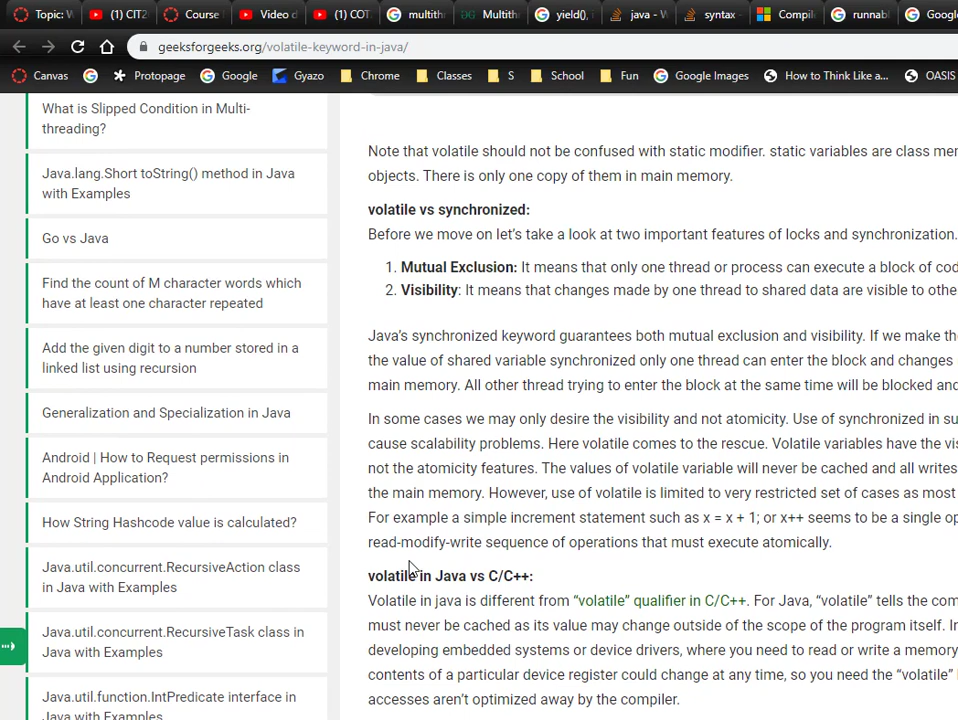 Topic: W
(1) CIT2
Course
Video d
(1) COT
multith
Multith
yield(),
java - W
syntax -
Compil
runnabl
Google
geeksforgeeks.org/volatile-keyword-in-java/
Canvas
Protopage
Google
Gyazo
Chrome
Classes
S
School
Fun
Google Images
How to Think Like a...
OASIS
What is Slipped Condition in Multi-
threading?
Java.lang.Short toString() method in Java
with Examples
Go vs Java
Find the count of M character words which
have at least one character repeated
Add the given digit to a number stored in a
linked list using recursion
Generalization and Specialization in Java
Android | How to Request permissions in
Android Application?
How String Hashcode value is calculated?
Java.util.concurrent.RecursiveAction class
in Java with Examples
Java.util.concurrent.RecursiveTask class in
Java with Examples
Java.util.function.IntPredicate interface in
Java with Examples
Note that volatile should not be confused with static modifier. static variables are class mem
objects. There is only one copy of them in main memory.
volatile vs synchronized:
Before we move on let's take a look at two important features of locks and synchronization.
1. Mutual Exclusion: It means that only one thread or process can execute a block of cod
2. Visibility: It means that changes made by one thread to shared data are visible to othe
Java's synchronized keyword guarantees both mutual exclusion and visibility. If we make the
the value of shared variable synchronized only one thread can enter the block and changes
main memory. All other thread trying to enter the block at the same time will be blocked and
In some cases we may only desire the visibility and not atomicity. Use of synchronized in su
cause scalability problems. Here volatile comes to the rescue. Volatile variables have the vis
not the atomicity features. The values of volatile variable will never be cached and all writes
the main memory. However, use of volatile is limited to very restricted set of cases as most
For example a simple increment statement such as x = x + 1; or x++ seems to be a single op
read-modify-write sequence of operations that must execute atomically.
volatile in Java vs C/C++:
Volatile in java is different from “volatile” qualifier in C/C++. For Java, “volatile” tells the com
must never be cached as its value may change outside of the scope of the program itself. In
developing embedded systems or device drivers, where you need to read or write a memory
contents of a particular device register could change at any time, so you need the “volatile”
accesses aren't optimized away by the compiler.